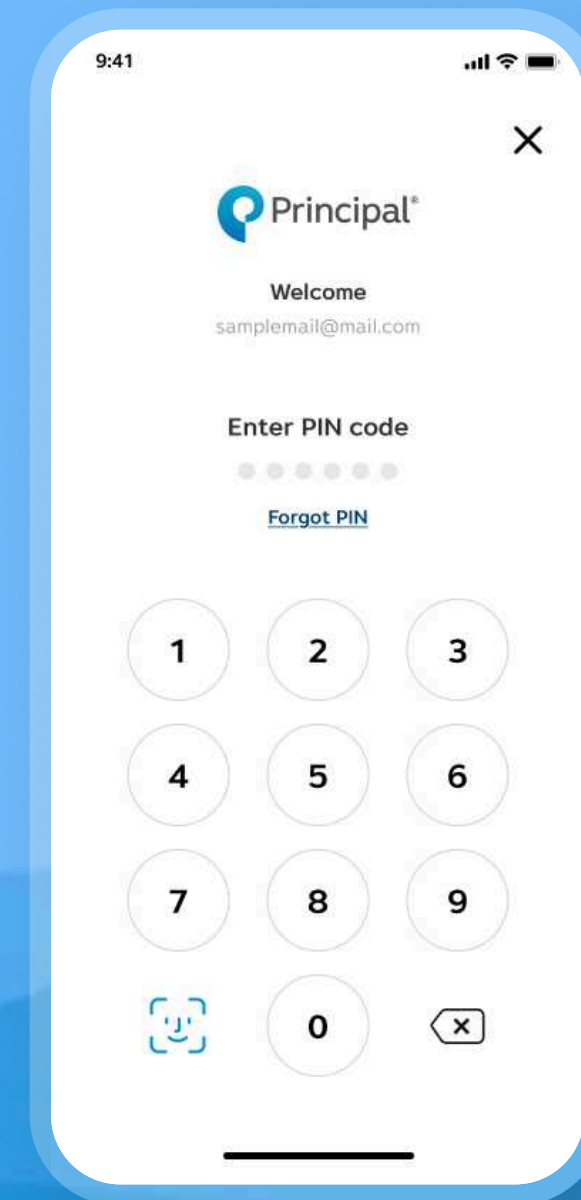 9:41
Principal®
Welcome
samplemail@mail.com
Enter PIN code
Forgot PIN
1 2 3
4 5 6
7 8 9
0